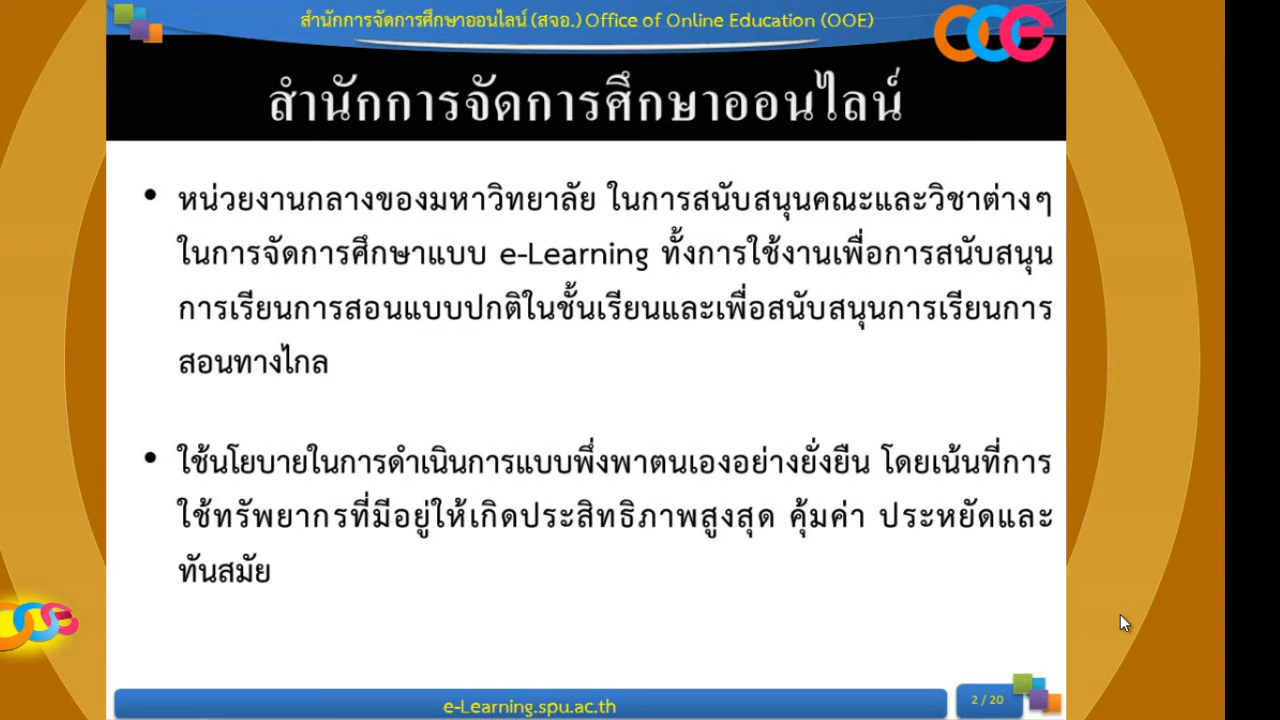 สำนักการจัดการศึกษาออนไลน์ (สจอ.) Office of Online Education (OOE)
OOE
สำนักการจัดการศึกษาออนไลน์
• หน่วยงานกลางของมหาวิทยาลัย ในการสนับสนุนคณะและวิชาต่างๆ
ในการจัดการศึกษาแบบ e-Learning ทั้งการใช้งานเพื่อการสนับสนุน
การเรียนการสอนแบบปกติในชั้นเรียนและเพื่อสนับสนุนการเรียนการ
สอนทางไกล
• ใช้นโยบายในการดำเนินการแบบพึ่งพาตนเองอย่างยั่งยืน โดยเน้นที่การ
ใช้ทรัพยากรที่มีอยู่ให้เกิดประสิทธิภาพสูงสุด คุ้มค่า ประหยัดและ
ทันสมัย
OOE
e-Learning.spu.ac.th
2 / 20